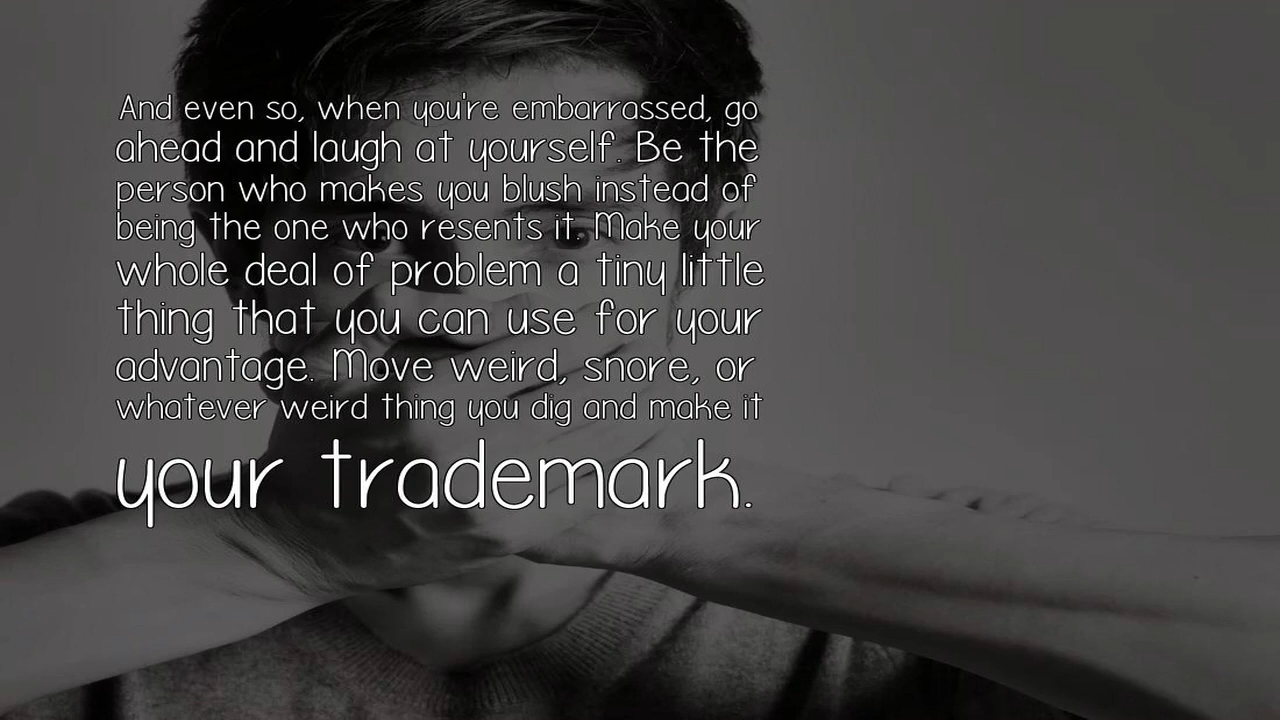 And even so, when you're embarrassed, go
ahead and laugh at yourself. Be the
person who makes you blush instead of
being the one who resents it. Make your
whole deal of problem a tiny little
thing that you can use for your
advantage. Move weird, snore, or
whatever weird thing you dig and make it
your trademark.